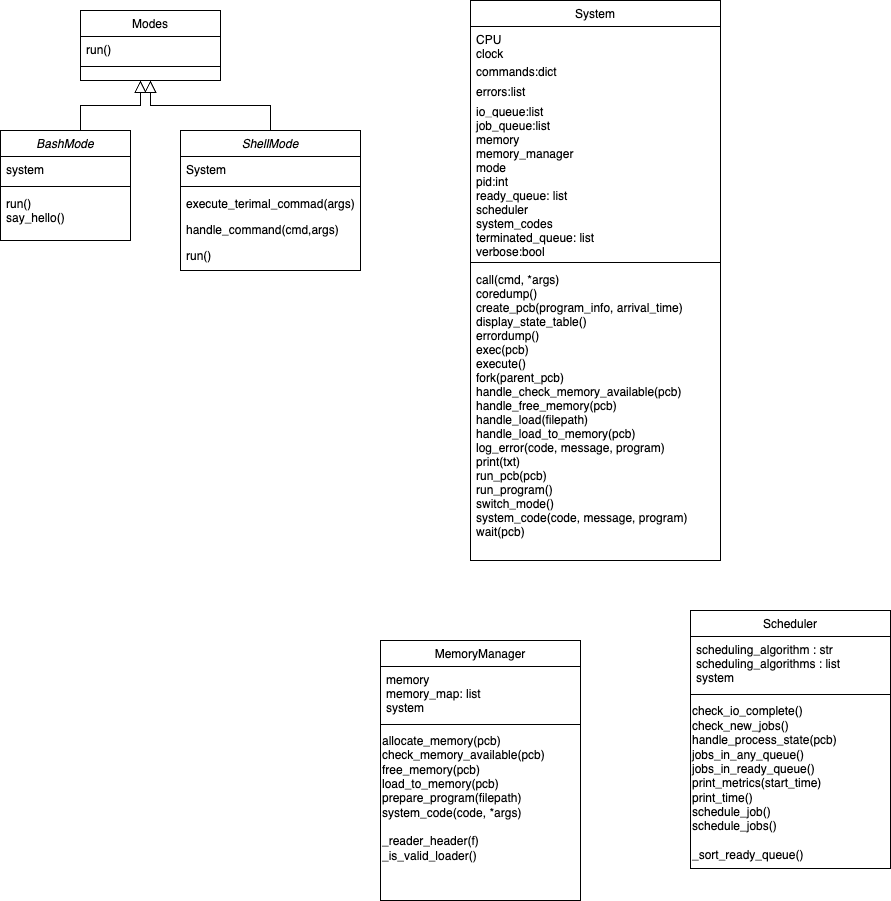 Modes
run()
BashMode
system
run()
say_hello()
ShellMode
System
execute_terimal_commad(args)
handle_command(cmd,args)
run()
System
CPU
clock
commands:dict
errors:list
io_queue:list
job_queue:list
memory
memory_manager
mode
pid:int
ready_queue: list
scheduler
system_codes
terminated_queue: list
verbose:bool
call(cmd, *args)
coredump()
create_pcb(program_info, arrival_time)
display_state_table()
errordump()
exec(pcb)
execute()
fork(parent_pcb)
handle_check_memory_available(pcb)
handle_free_memory(pcb)
handle_load(filepath)
handle_load_to_memory(pcb)
log_error(code, message, program)
print(txt)
run_pcb(pcb)
run_program()
switch_mode()
system_code(code, message, program)
wait(pcb)
MemoryManager
memory
memory_map: list
system
allocate_memory(pcb)
check_memory_available(pcb)
free_memory(pcb)
load_to_memory(pcb)
prepare_program(filepath)
system_code(code, *args)
_reader_header(f)
_is_valid_loader()
Scheduler
scheduling_algorithm : str
scheduling_algorithms : list
system
check_io_complete()
check_new_jobs()
handle_process_state(pcb)
jobs_in_any_queue()
jobs_in_ready_queue()
print_metrics(start_time)
print_time()
schedule_job()
schedule_jobs()
_sort_ready_queue()